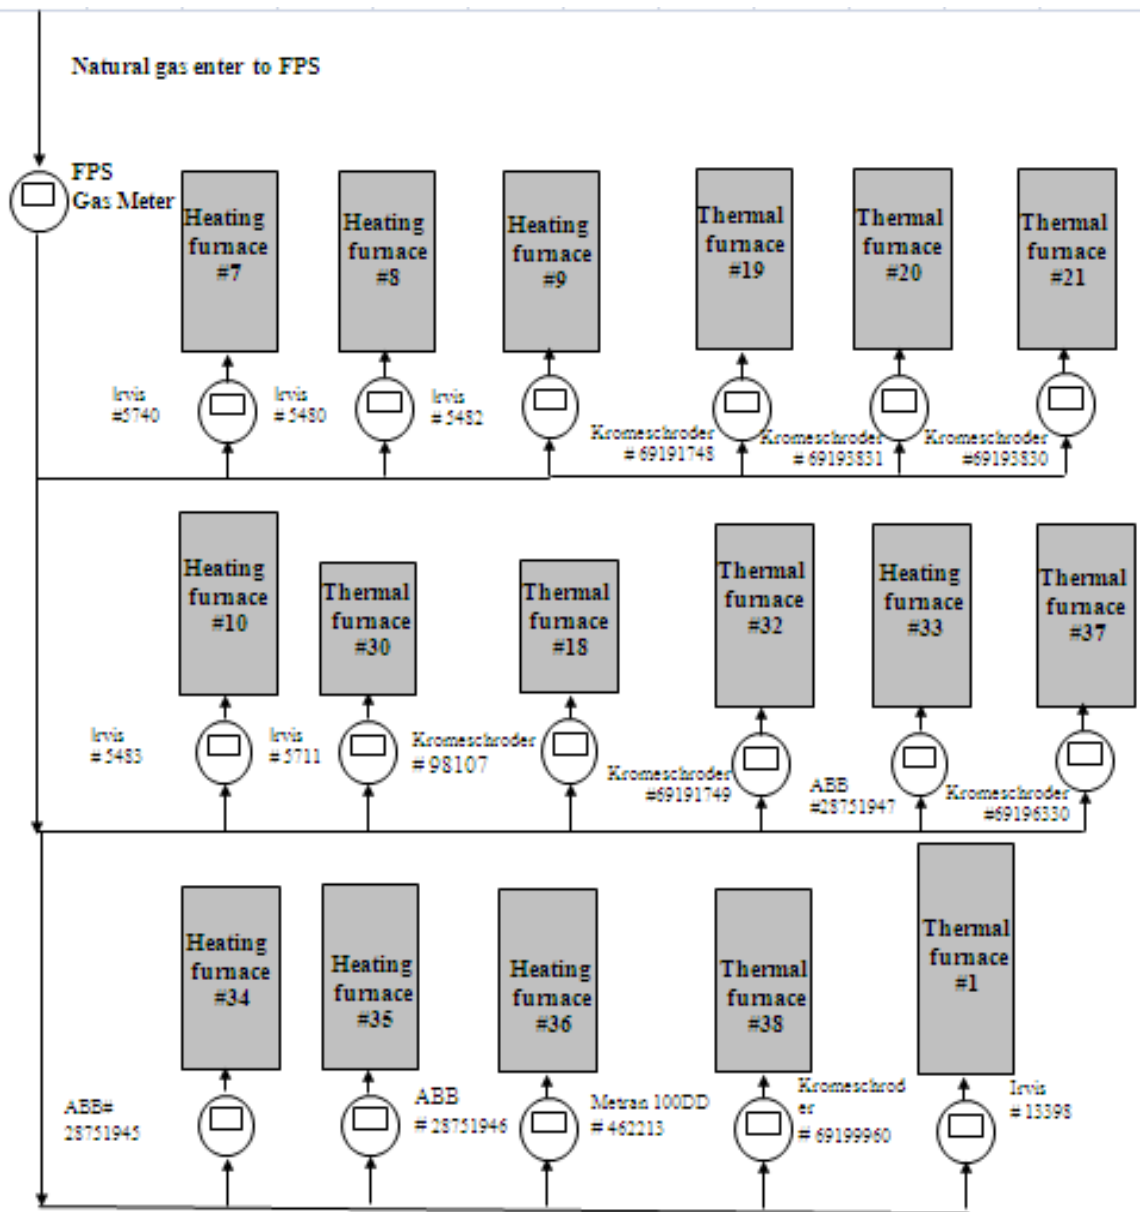 Natural gas enter to FPS
FPS
Gas Meter
Heating
furnace
#7
Heating
furnace
#8
Heating
furnace
#9
Thermal
furnace
#19
Thermal
furnace
#20
Thermal
furnace
#21
Irvis
#5740
Irvis
# 5480
Irvis
# 5482
Kromeschroder
# 69191748
Kromeschroder
# 69193831
Kromeschroder
#69193830
Heating
furnace
#10
Thermal
furnace
#30
Thermal
furnace
#18
Thermal
furnace
#32
Heating
furnace
#33
Thermal
furnace
#37
Irvis
# 5483
Irvis
# 5711
Kromeschroder
# 98107
Kromeschroder
#69191749
ABB
#28751947
Kromeschroder
#69196330
Heating
furnace
#34
Heating
furnace
#35
Heating
furnace
#36
Thermal
furnace
#38
Thermal
furnace
#1
ABB#
28751945
ABB
# 28751946
Metran 100DD
# 462213
Kromeschrod
er
# 69199960
Irvis
# 13398